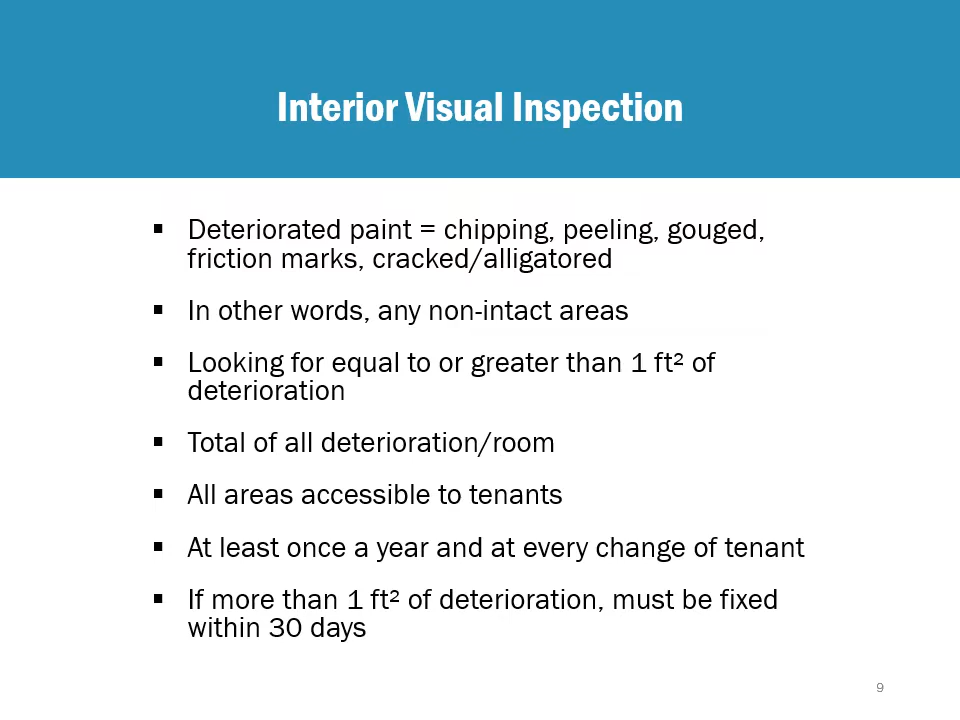 Interior Visual Inspection
▪ Deteriorated paint = chipping, peeling, gouged,
friction marks, cracked/alligatored
▪ In other words, any non-intact areas
▪ Looking for equal to or greater than 1 ft² of
deterioration
▪ Total of all deterioration/room
▪ All areas accessible to tenants
▪ At least once a year and at every change of tenant
▪ If more than 1 ft² of deterioration, must be fixed
within 30 days
9